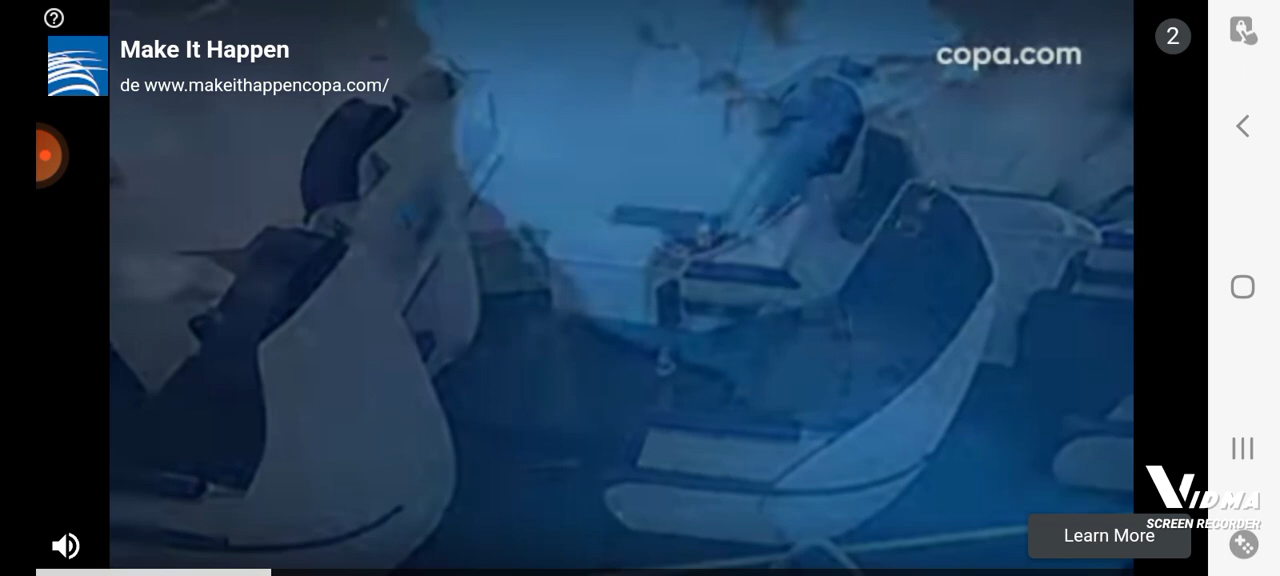 Make It Happen
de www.makeithappencopa.com/
copa.com
2
VIDMA
SCREEN RECORDER
Learn More